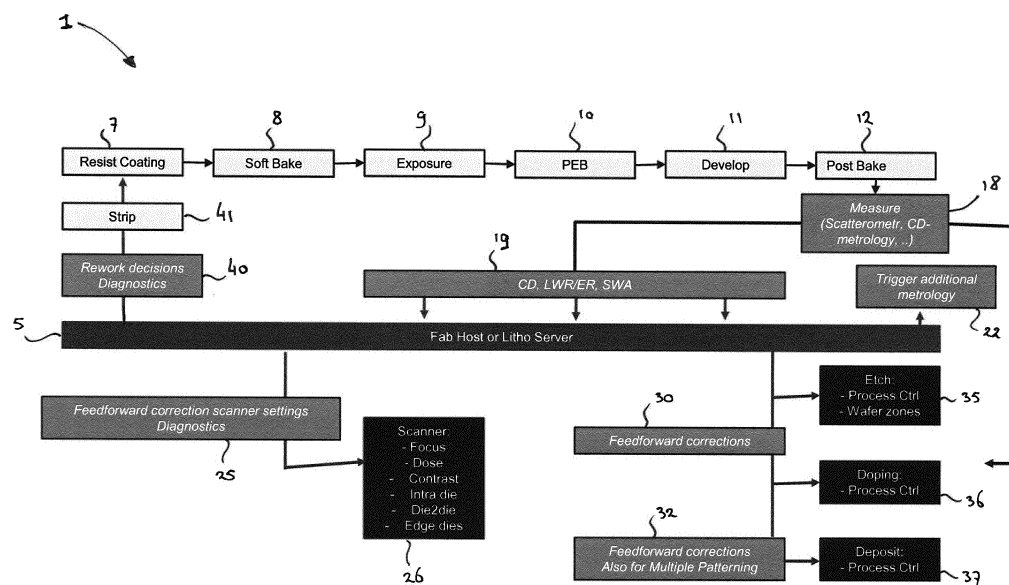 1
7
8
9
10
11
12
Resist Coating
Soft Bake
Exposure
PEB
Develop
Post Bake
18
Strip
41
Measure
(Scatterometr, CD-
metrology, ..)
Rework decisions
Diagnostics
40
19
CD, LWR/ER, SWA
Trigger additional
metrology
22
5
Fab Host or Litho Server
Feedforward correction scanner settings
Diagnostics
25
Scanner:
- Focus
- Dose
- Contrast
- Intra die
- Die2die
- Edge dies
26
30
Feedforward corrections
32
Feedforward corrections
Also for Multiple Patterning
Etch:
- Process Ctrl
- Wafer zones
35
Doping:
- Process Ctrl
36
Deposit:
- Process Ctrl
37